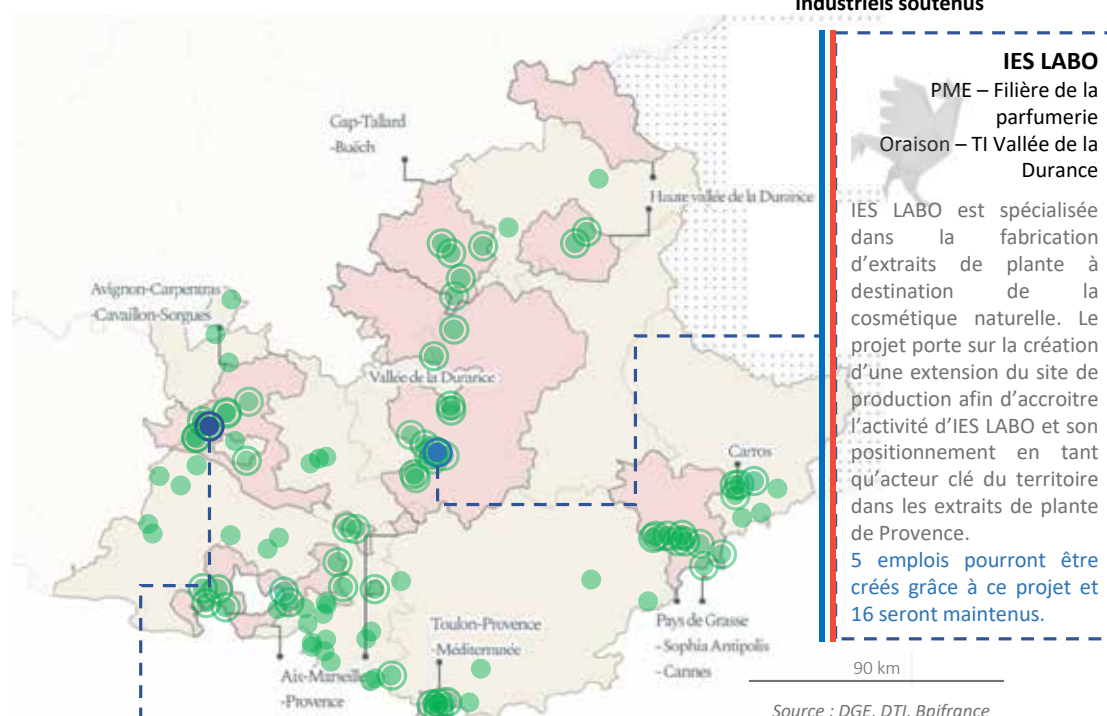 industriels soutenus
IES LABO
PME – Filière de la
parfumerie
Oraison – TI Vallée de la
Durance
IES LABO est spécialisée
dans la fabrication
d'extraits de plante à
destination de la
cosmétique naturelle. Le
projet porte sur la création
d'une extension du site de
production afin d'accroitre
l'activité d'IES LABO et son
positionnement en tant
qu'acteur clé du territoire
dans les extraits de plante
de Provence.
5 emplois pourront être
créés grâce à ce projet et
16 seront maintenus.
Gap-Tallard
-Buëch
Haute vallée de la Durance
Avignon-Carpentras
-Cavaillon-Sorgues
Vallée de la Durance
Carros
Toulon-Provence
-Méditerranée
Pays de Grasse
-Sophia Antipolis
-Cannes
Aix-Marseille
-Provence
90 km
Source : DGE, DTI, Bpifrance